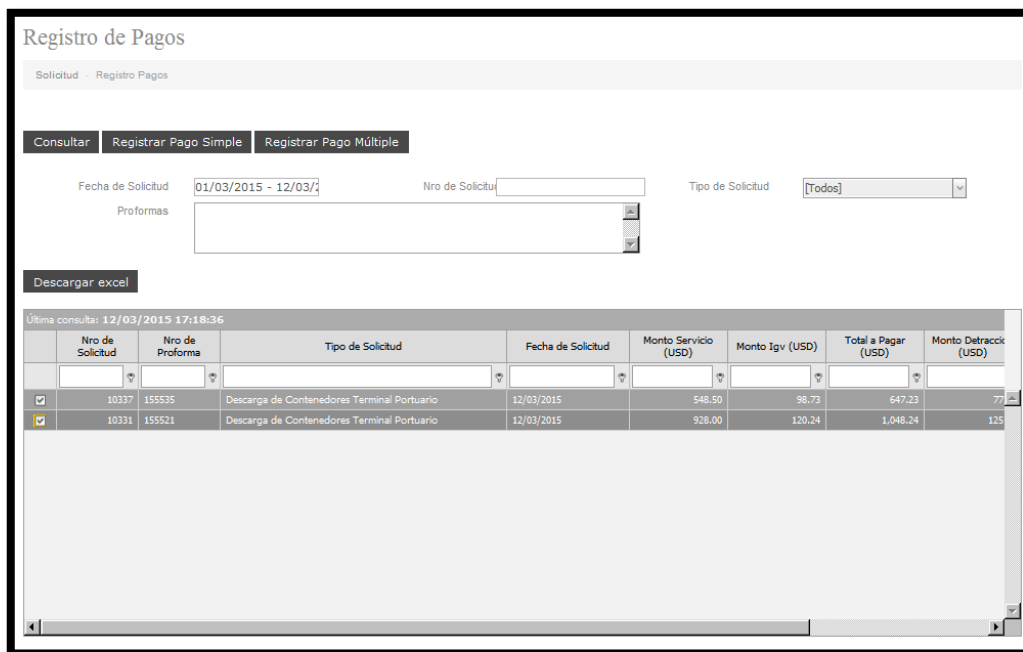 Registro de Pagos
Solicitud - Registro Pagos
Consultar Registrar Pago Simple Registrar Pago Múltiple
Fecha de Solicitud 01/03/2015 - 12/03/2 Nro de Solicitu Tipo de Solicitud [Todos]
Proformas
Descargar excel
Última consulta: 12/03/2015 17:18:36
Nro de Solicitud Nro de Proforma Tipo de Solicitud Fecha de Solicitud Monto Servicio (USD) Monto Igv (USD) Total a Pagar (USD) Monto Detracci (USD)
10337 155535 Descarga de Contenedores Terminal Portuario 12/03/2015 548.50 98.73 647.23 77
10331 155521 Descarga de Contenedores Terminal Portuario 12/03/2015 928.00 120.24 1,048.24 125